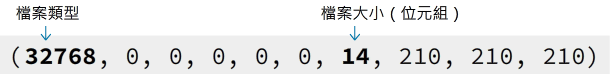 檔案類型 檔案大小（位元組）
(32768, 0, 0, 0, 0, 0, 14, 210, 210, 210)